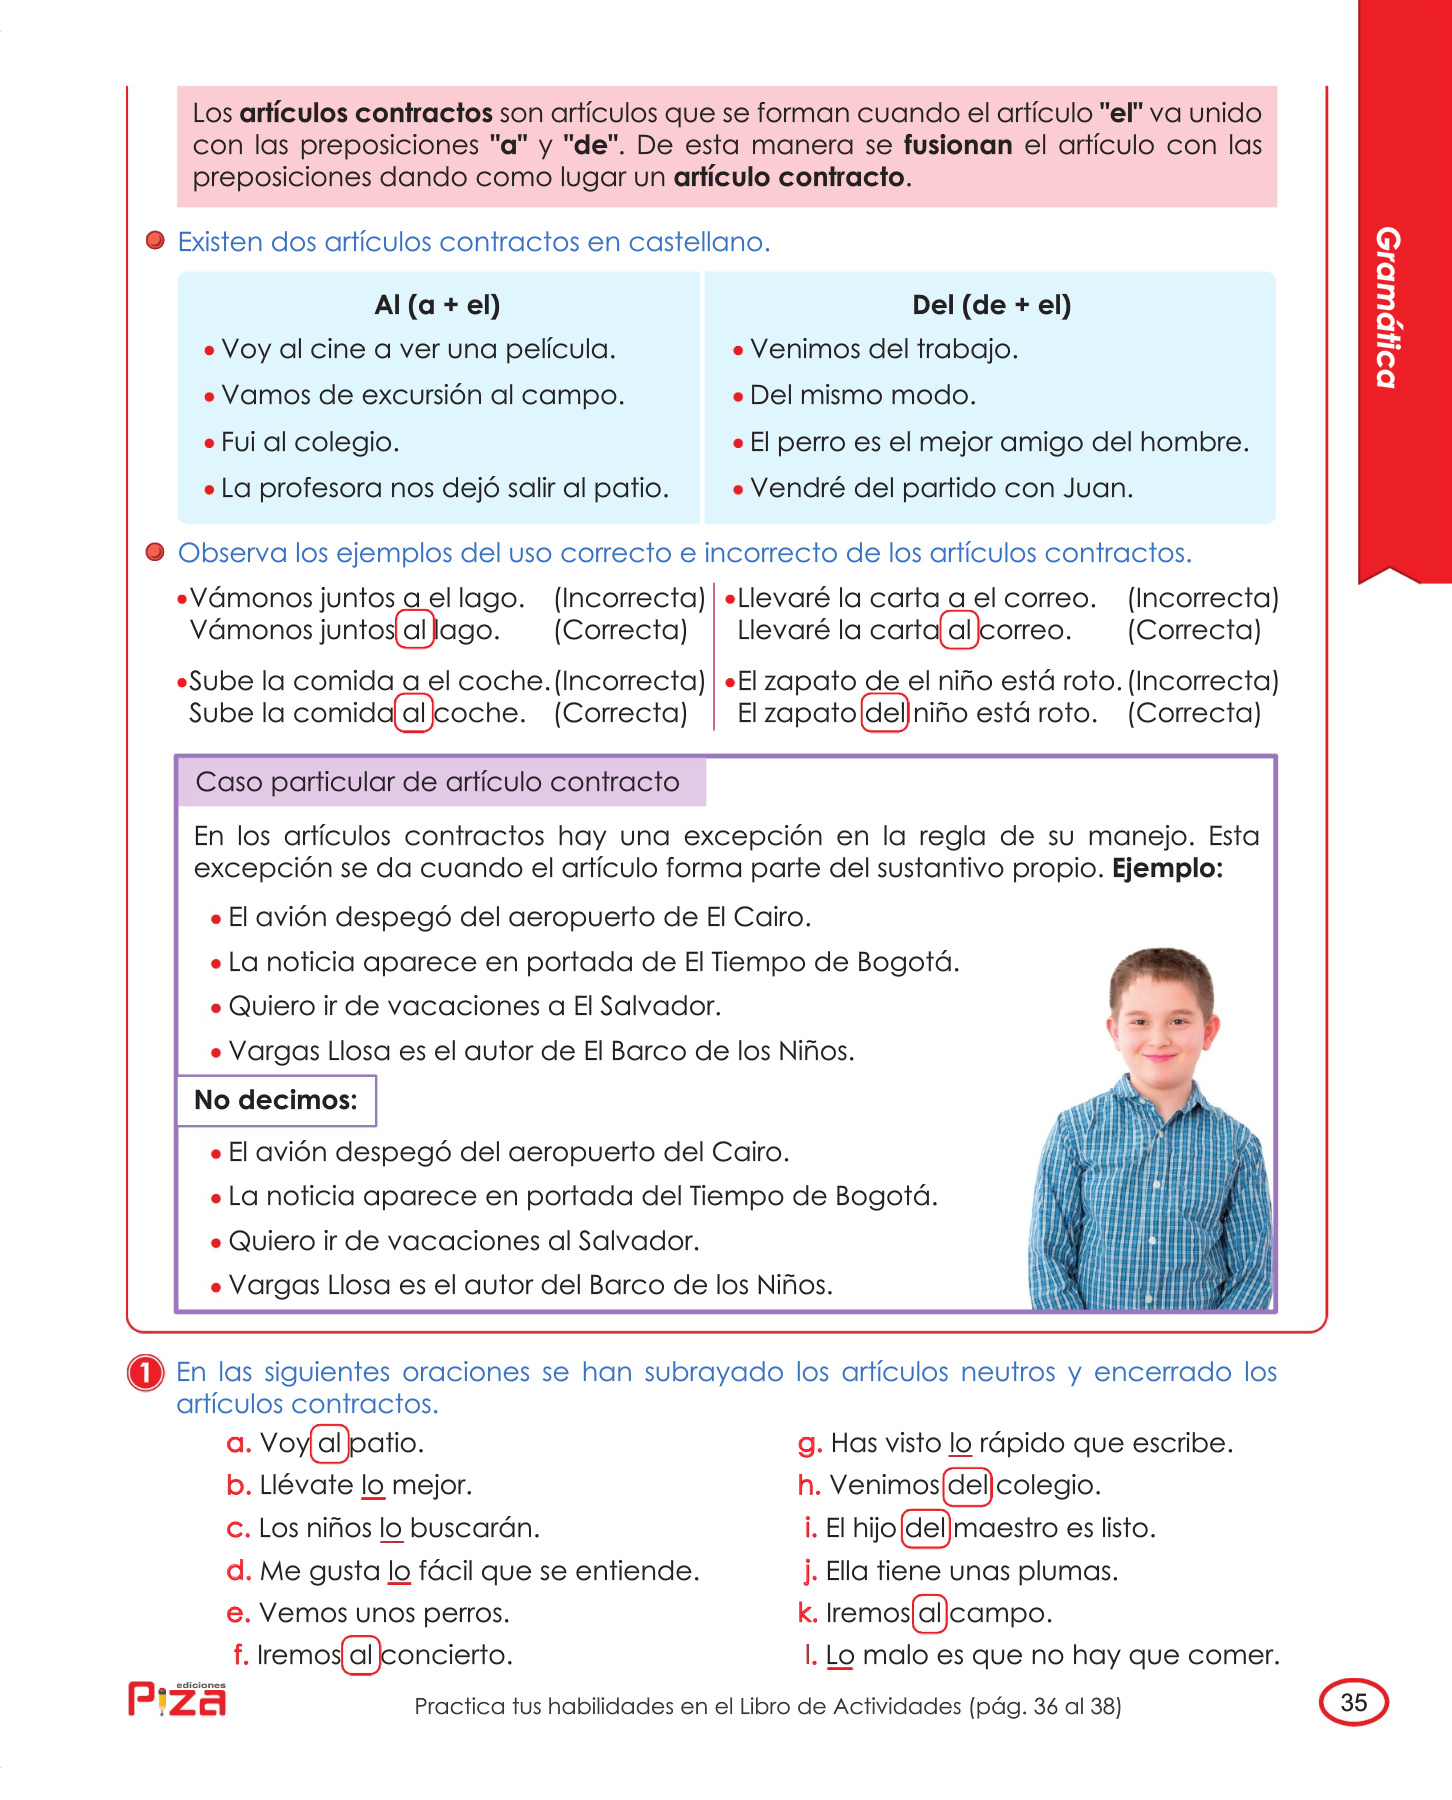 Los artículos contractos son artículos que se forman cuando el artículo "el" va unido
con las preposiciones "a" y "de". De esta manera se fusionan el artículo con las
preposiciones dando como lugar un artículo contracto.
Gramática
Existen dos artículos contractos en castellano.
Al (a + el)
• Voy al cine a ver una película.
• Vamos de excursión al campo.
• Fui al colegio.
• La profesora nos dejó salir al patio.
Del (de + el)
• Venimos del trabajo.
• Del mismo modo.
• El perro es el mejor amigo del hombre.
• Vendré del partido con Juan.
Observa los ejemplos del uso correcto e incorrecto de los artículos contractos.
• Vámonos juntos a el lago. (Incorrecta)
Vámonos juntos al lago. (Correcta)
• Sube la comida a el coche. (Incorrecta)
Sube la comida al coche. (Correcta)
• Llevaré la carta a el correo. (Incorrecta)
Llevaré la carta al correo. (Correcta)
• El zapato de el niño está roto. (Incorrecta)
El zapato del niño está roto. (Correcta)
Caso particular de artículo contracto
En los artículos contractos hay una excepción en la regla de su manejo. Esta
excepción se da cuando el artículo forma parte del sustantivo propio. Ejemplo:
• El avión despegó del aeropuerto de El Cairo.
• La noticia aparece en portada de El Tiempo de Bogotá.
• Quiero ir de vacaciones a El Salvador.
• Vargas Llosa es el autor de El Barco de los Niños.
No decimos:
• El avión despegó del aeropuerto del Cairo.
• La noticia aparece en portada del Tiempo de Bogotá.
• Quiero ir de vacaciones al Salvador.
• Vargas Llosa es el autor del Barco de los Niños.
1 En las siguientes oraciones se han subrayado los artículos neutros y encerrado los
artículos contractos.
a. Voy al patio.
b. Llévate lo mejor.
c. Los niños lo buscarán.
d. Me gusta lo fácil que se entiende.
e. Vemos unos perros.
f. Iremos al concierto.
g. Has visto lo rápido que escribe.
h. Venimos del colegio.
i. El hijo del maestro es listo.
j. Ella tiene unas plumas.
k. Iremos al campo.
l. Lo malo es que no hay que comer.
ediciones
Piza
Practica tus habilidades en el Libro de Actividades (pág. 36 al 38)
35